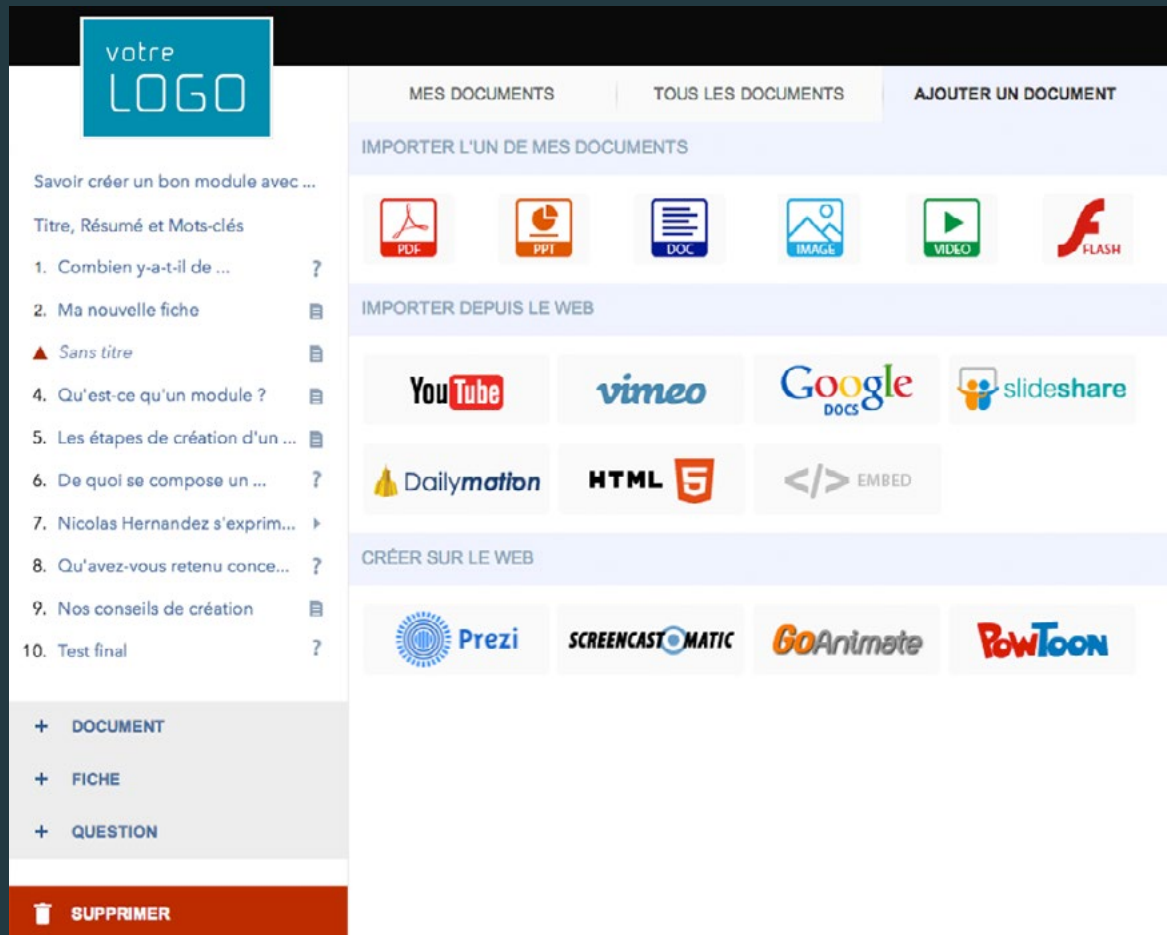 votre
LOGO
MES DOCUMENTS
TOUS LES DOCUMENTS
AJOUTER UN DOCUMENT
Savoir créer un bon module avec ...
Titre, Résumé et Mots-clés
1. Combien y-a-t-il de ... ?
2. Ma nouvelle fiche
Sans titre
4. Qu'est-ce qu'un module ?
5. Les étapes de création d'un ...
6. De quoi se compose un ... ?
7. Nicolas Hernandez s'exprim...
8. Qu'avez-vous retenu conce... ?
9. Nos conseils de création
10. Test final ?
+ DOCUMENT
+ FICHE
+ QUESTION
SUPPRIMER
IMPORTER L'UN DE MES DOCUMENTS
PDF
PPT
DOC
IMAGE
VIDEO
FLASH
IMPORTER DEPUIS LE WEB
YouTube
vimeo
Google
DOCS
slideshare
Dailymotion
HTML 5
</> EMBED
CRÉER SUR LE WEB
Prezi
SCREENCAST O MATIC
GoAnimate
PowToon